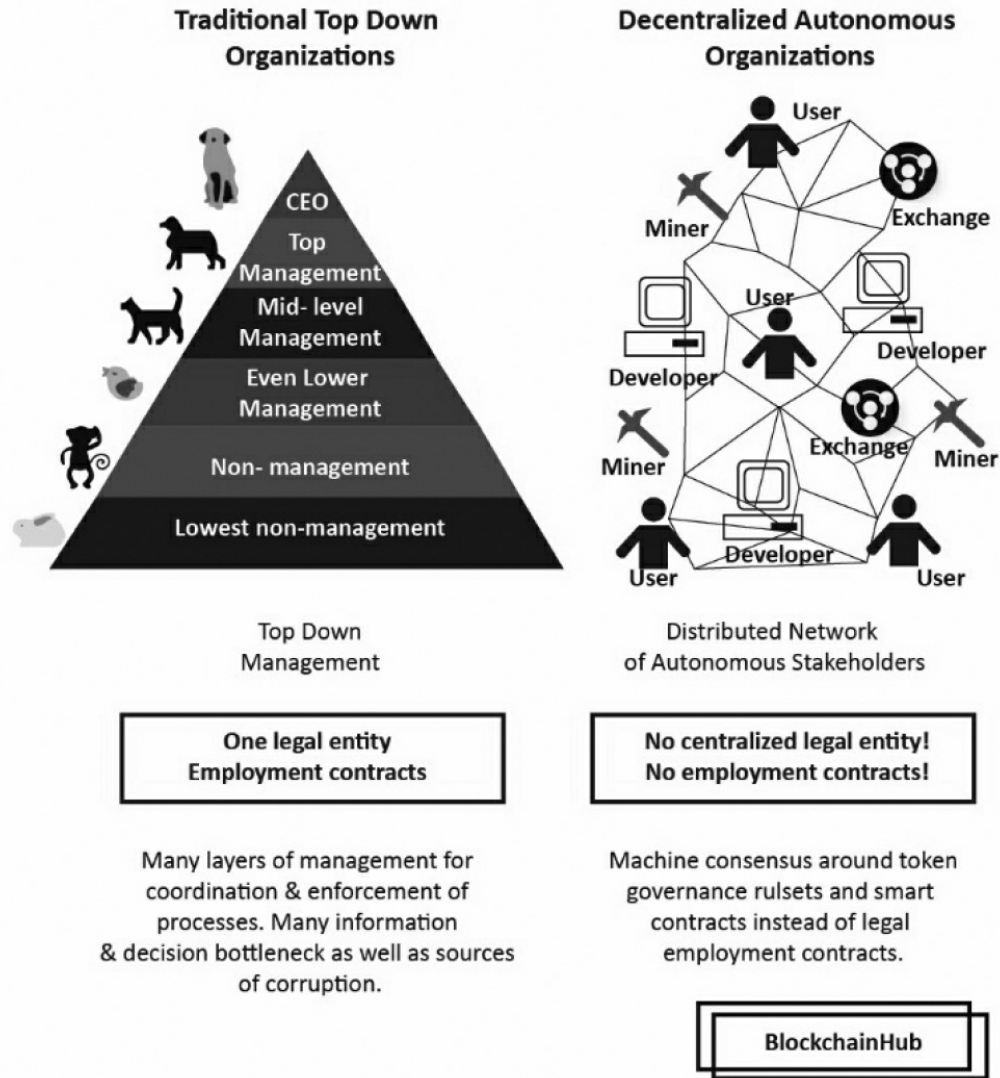 Traditional Top Down
Organizations
CEO
Top
Management
Mid- level
Management
Even Lower
Management
Non- management
Lowest non-management
Top Down
Management
One legal entity
Employment contracts
Many layers of management for
coordination & enforcement of
processes. Many information
& decision bottleneck as well as sources
of corruption.
Decentralized Autonomous
Organizations
User
Miner
Exchange
User
Developer
Developer
Exchange
Miner
Miner
Developer
User
User
Distributed Network
of Autonomous Stakeholders
No centralized legal entity!
No employment contracts!
Machine consensus around token
governance rulsets and smart
contracts instead of legal
employment contracts.
BlockchainHub